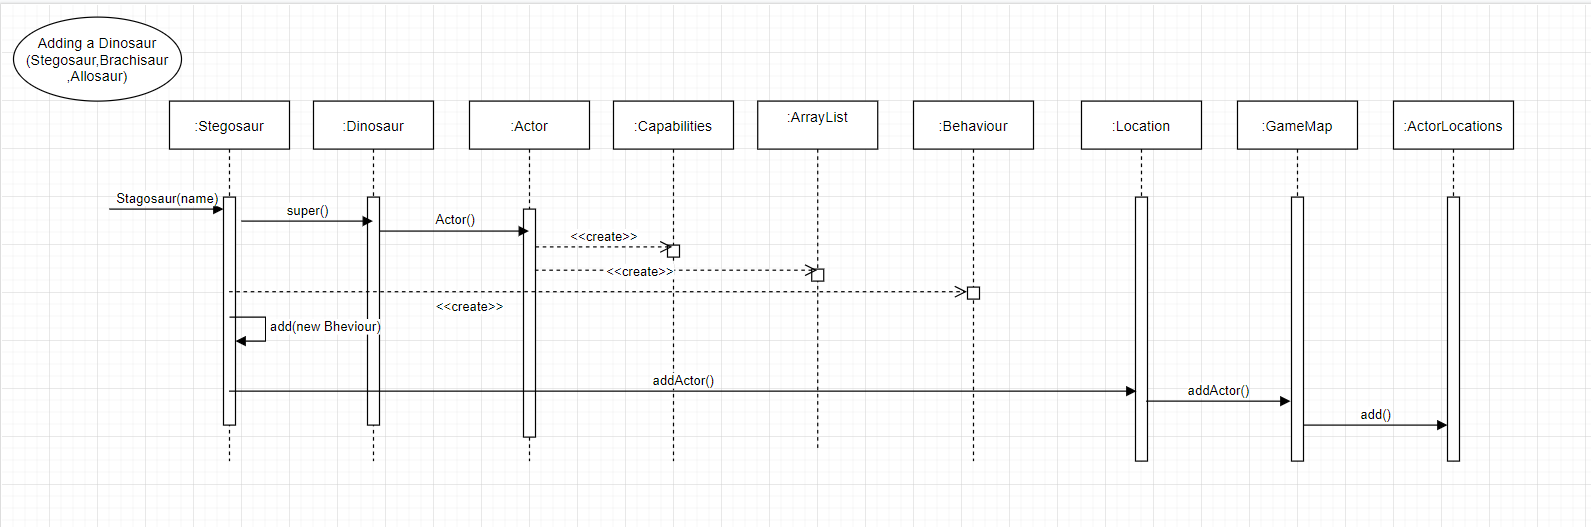 Adding a Dinosaur
(Stegosaur,Brachisaur
,Allosaur)
:Stegosaur
:Dinosaur
:Actor
:Capabilities
:ArrayList
:Behaviour
:Location
:GameMap
:ActorLocations
Stagosaur(name)
super()
Actor()
<<create>>
<<create>>
<<create>>
add(new Bheviour)
addActor()
addActor()
add()